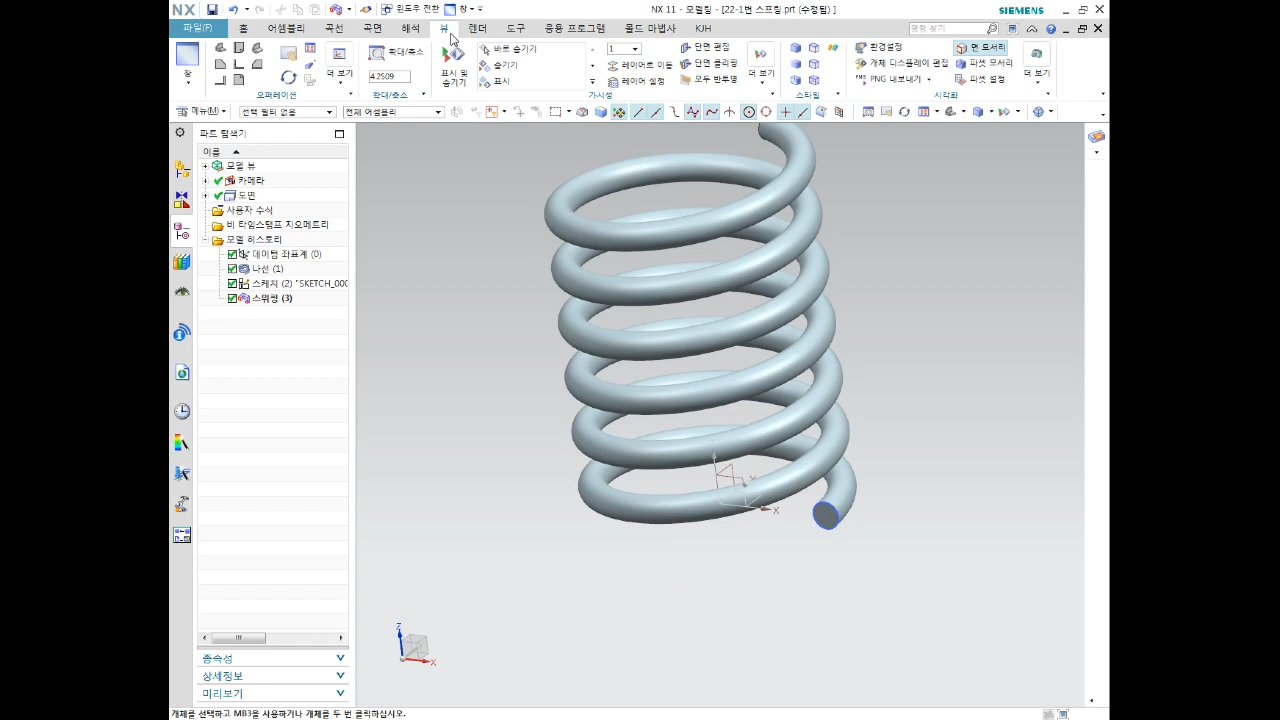 NX 윈도우 전환 창 NX 11 - 모델링 - [22-1번 스프링.prt (수정됨) ] SIEMENS
파일(F) 홈 어셈블리 곡선 곡면 해석 뷰 렌더 도구 응용 프로그램 몰드 마법사 KJH 명령 찾기
창 더 보기 확대/축소 표시 및 숨기기 바로 숨기기 1 단면 편집 더 보기 환경설정 면 모서리 더 보기
숨기기 레이어로 이동 단면 클리핑 개체 디스플레이 편집 파셋 모서리
4.2509 표시 레이어 설정 모두 반투명 PNG 내보내기 파셋 설정
오퍼레이션 확대/축소 가시성 스타일 시각화
메뉴(M) 선택 필터 없음 전체 어셈블리
파트 탐색기
이름
모델 뷰
카메라
도면
사용자 수식
비 타임스탬프 지오메트리
모델 히스토리
데이텀 좌표계 (0)
나선 (1)
스케치 (2) "SKETCH_000
스위핑 (3)
X
Z
X
종속성
상세정보
미리보기
개체를 선택하고 MB3을 사용하거나 개체를 두 번 클릭하십시오.